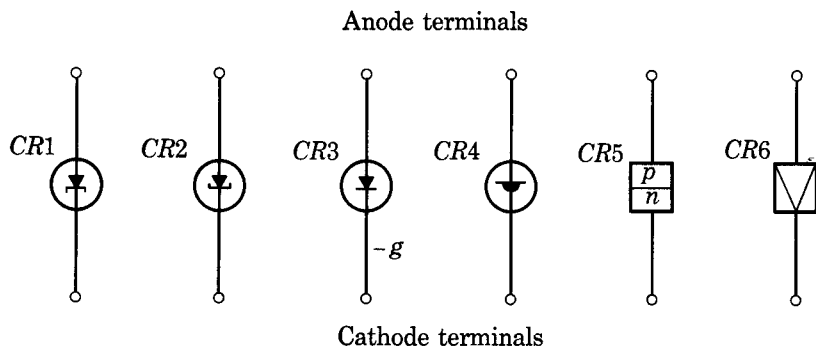 Anode terminals
CR1
CR2
CR3
CR4
CR5
CR6
p
n
–g
Cathode terminals